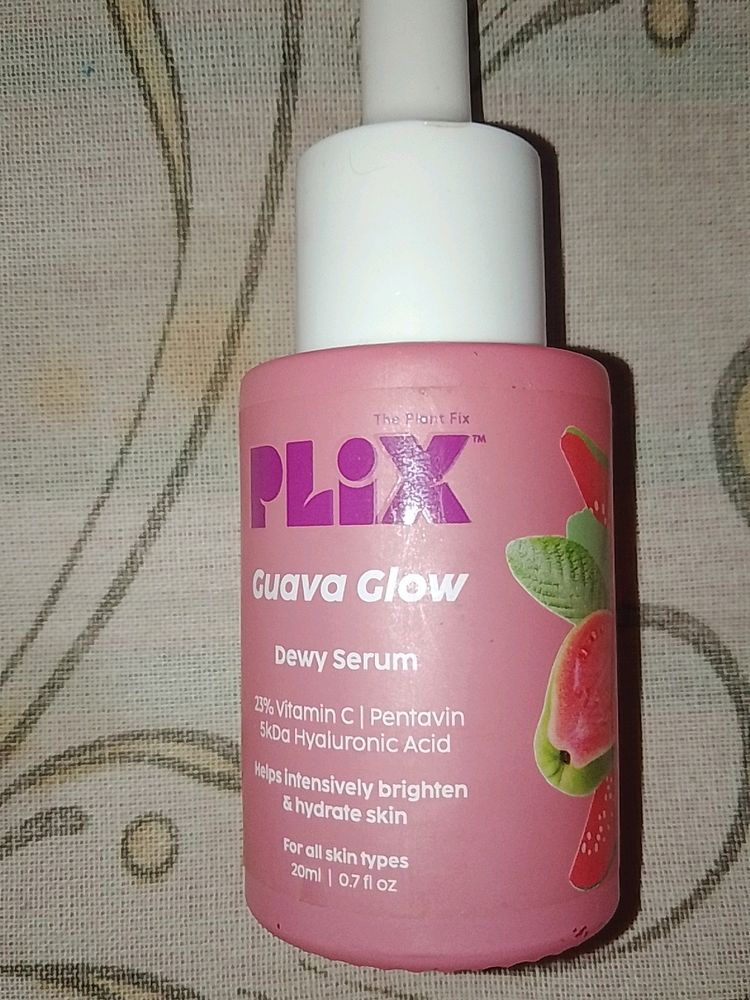 The Plant Fix
PLiX™
Guava Glow
Dewy Serum
23% Vitamin C | Pentavin
5kDa Hyaluronic Acid
Helps intensively brighten
& hydrate skin
For all skin types
20ml | 0.7 fl oz